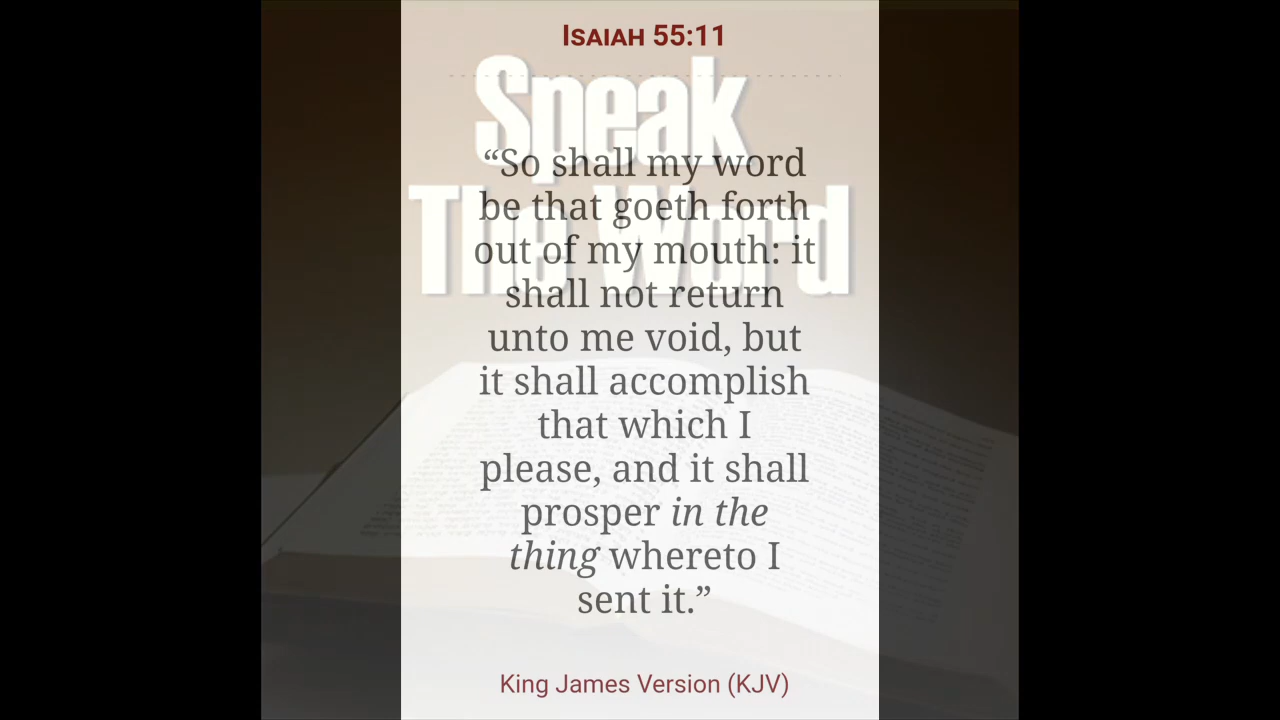 Isaiah 55:11
Speak
The Word
“So shall my word
be that goeth forth
out of my mouth: it
shall not return
unto me void, but
it shall accomplish
that which I
please, and it shall
prosper in the
thing whereto I
sent it.”
King James Version (KJV)